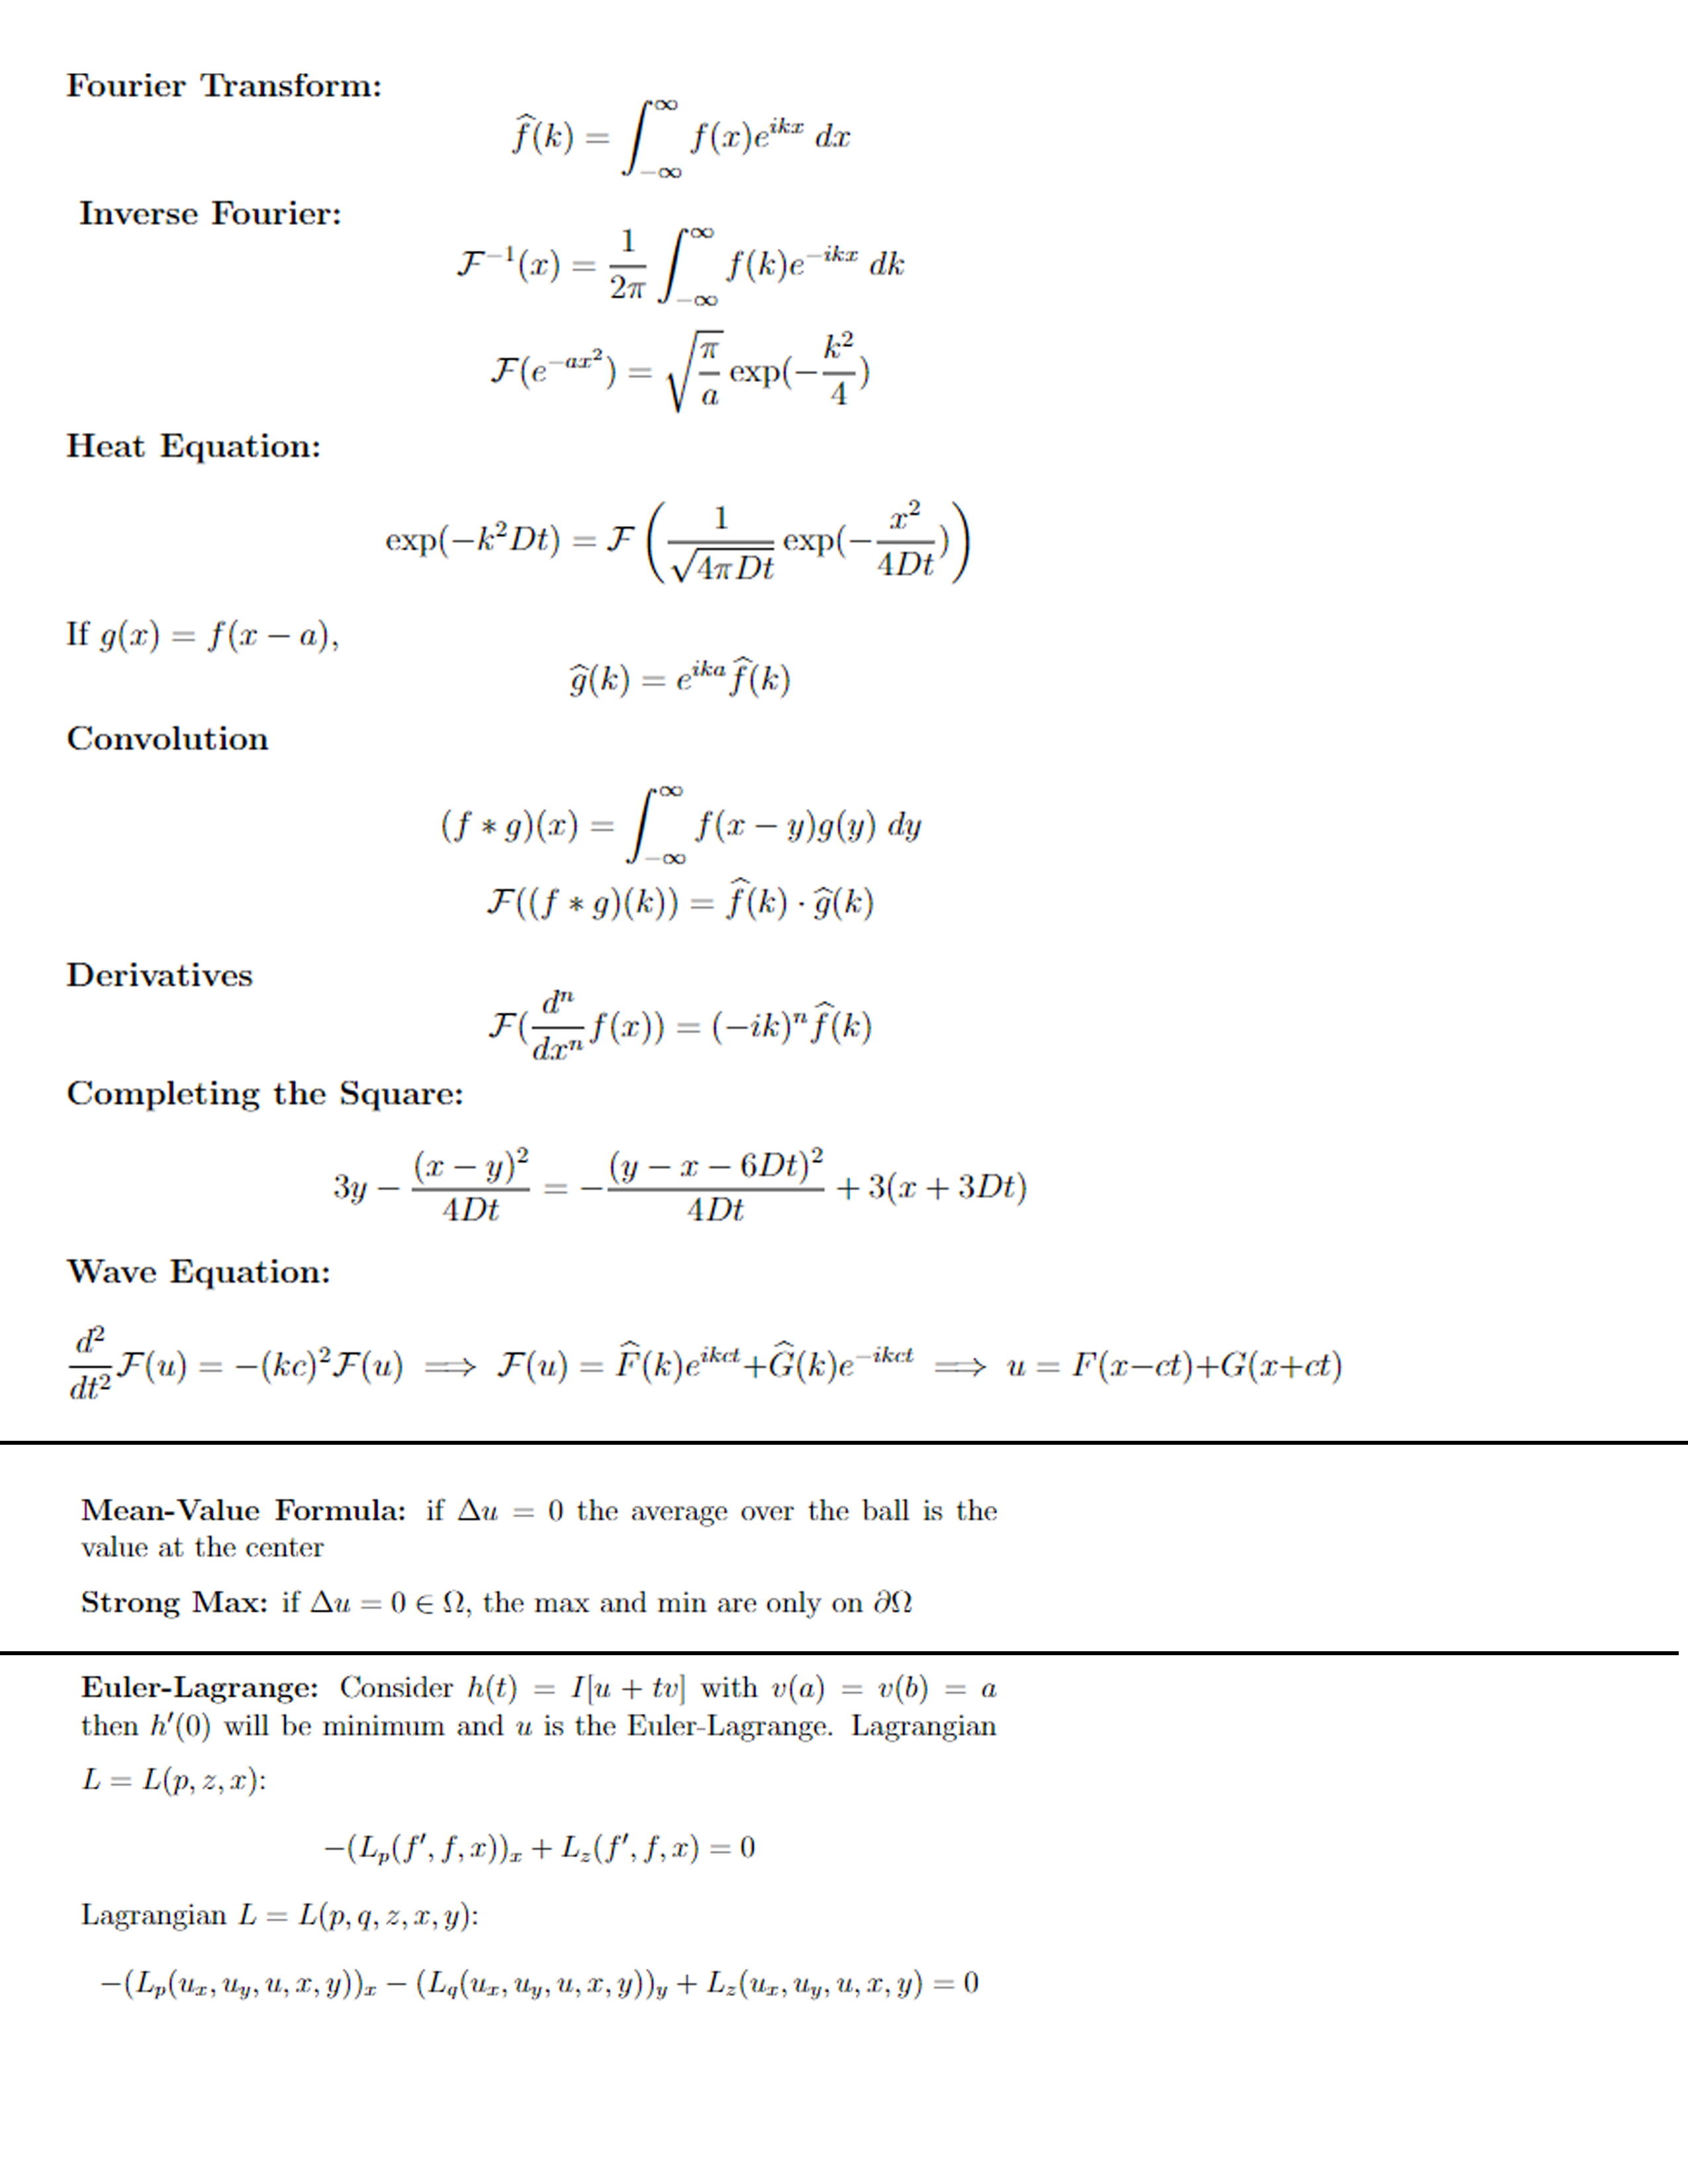 Fourier Transform:
$\widehat{f}(k) = \int_{-\infty}^{\infty} f(x)e^{ikx} \ dx$
Inverse Fourier:
$\mathcal{F}^{-1}(x) = \frac{1}{2\pi} \int_{-\infty}^{\infty} f(k)e^{-ikx} \ dk$
$\mathcal{F}(e^{-ax^2}) = \sqrt{\frac{\pi}{a}} \exp(-\frac{k^2}{4})$
Heat Equation:
$\exp(-k^2Dt) = \mathcal{F}\left(\frac{1}{\sqrt{4\pi Dt}} \exp(-\frac{x^2}{4Dt})\right)$
If $g(x) = f(x-a)$,
$\widehat{g}(k) = e^{ika}\widehat{f}(k)$
Convolution
$(f * g)(x) = \int_{-\infty}^{\infty} f(x-y)g(y) \ dy$
$\mathcal{F}((f * g)(k)) = \widehat{f}(k) \cdot \widehat{g}(k)$
Derivatives
$\mathcal{F}(\frac{d^n}{dx^n}f(x)) = (-ik)^n\widehat{f}(k)$
Completing the Square:
$3y - \frac{(x-y)^2}{4Dt} = -\frac{(y-x-6Dt)^2}{4Dt} + 3(x+3Dt)$
Wave Equation:
$\frac{d^2}{dt^2}\mathcal{F}(u) = -(kc)^2\mathcal{F}(u) \implies \mathcal{F}(u) = \widehat{F}(k)e^{ikct}+\widehat{G}(k)e^{-ikct} \implies u = F(x-ct)+G(x+ct)$
Mean-Value Formula: if $\Delta u = 0$ the average over the ball is the
value at the center
Strong Max: if $\Delta u = 0 \in \Omega$, the max and min are only on $\partial\Omega$
Euler-Lagrange: Consider $h(t) = I[u + tv]$ with $v(a) = v(b) = a$
then $h'(0)$ will be minimum and $u$ is the Euler-Lagrange. Lagrangian
$L = L(p, z, x)$:
$-(L_p(f', f, x))_x + L_z(f', f, x) = 0$
Lagrangian $L = L(p, q, z, x, y)$:
$-(L_p(u_x, u_y, u, x, y))_x - (L_q(u_x, u_y, u, x, y))_y + L_z(u_x, u_y, u, x, y) = 0$